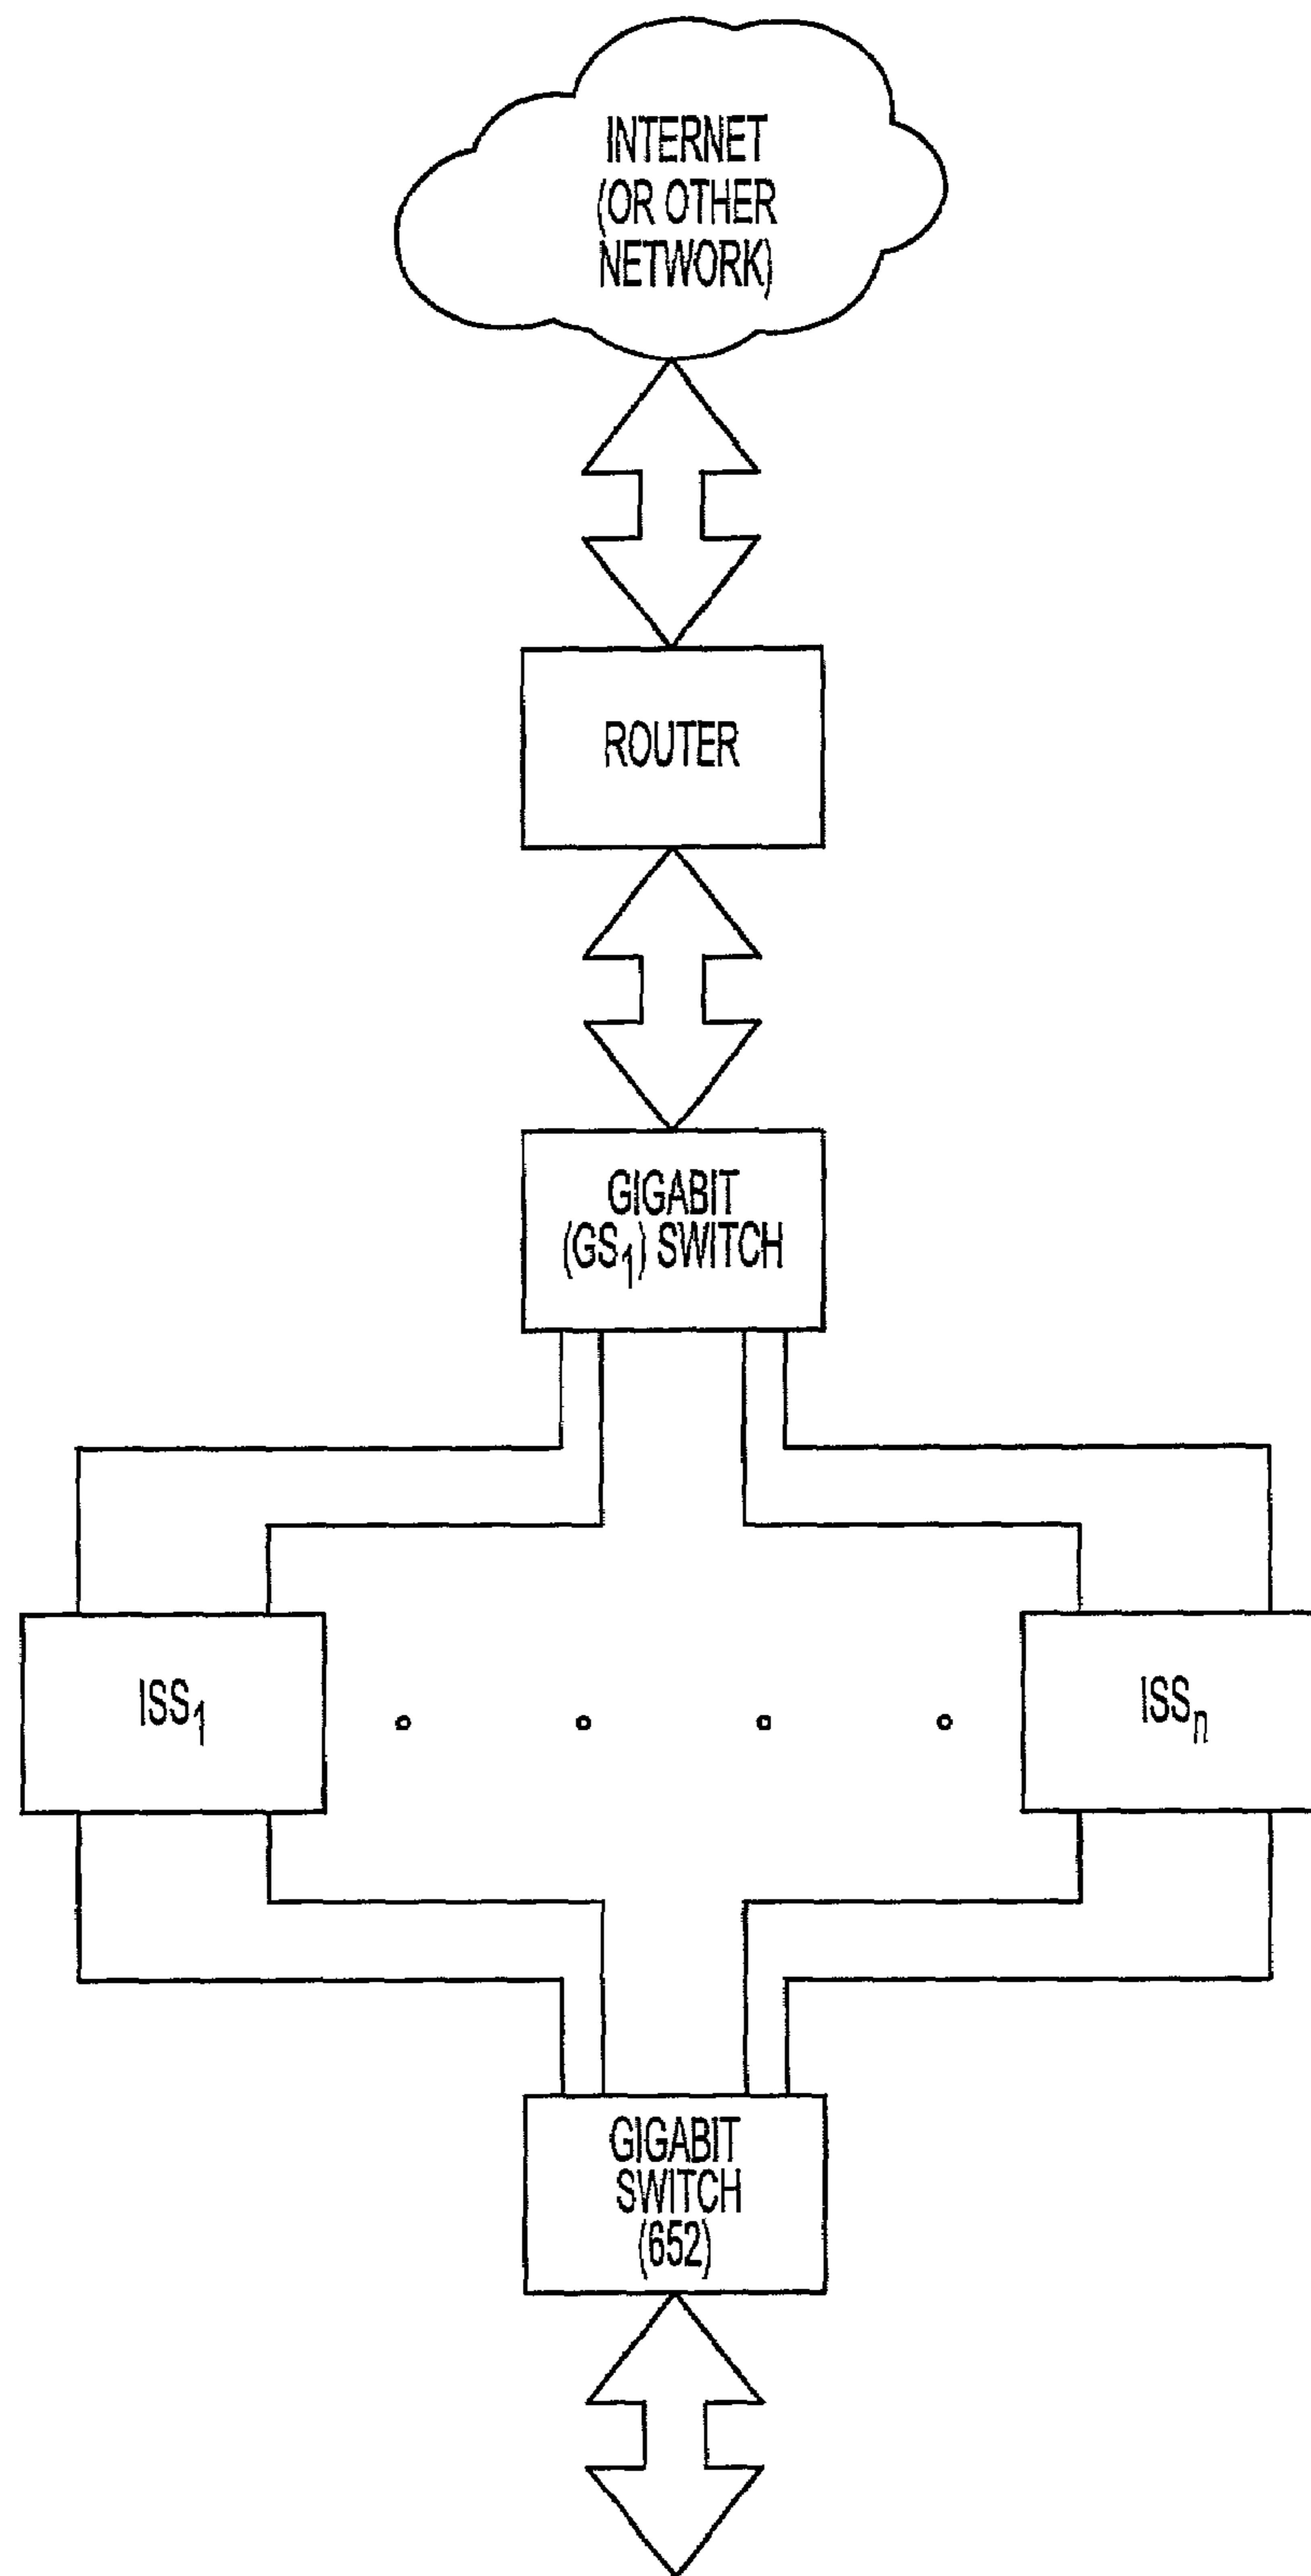 INTERNET
(OR OTHER
NETWORK)
ROUTER
GIGABIT
(GS₁) SWITCH
ISS₁
ISSₙ
GIGABIT
SWITCH
(652)